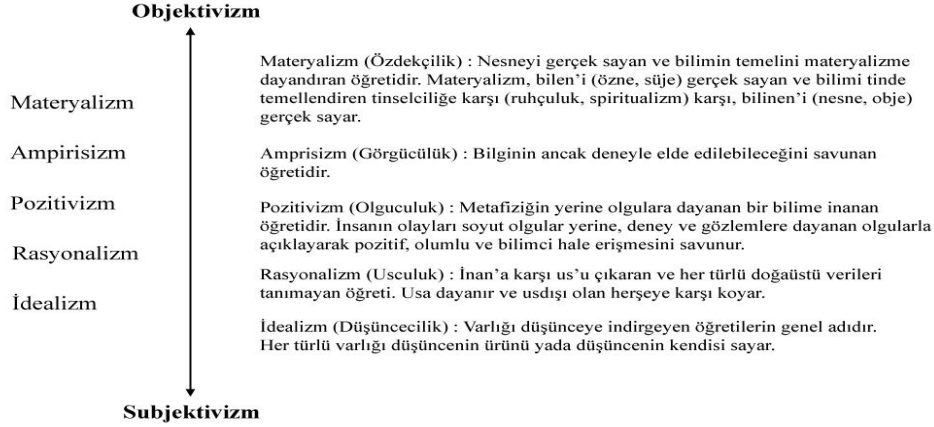 Objektivizm
Materyalizm
Ampirisizm
Pozitivizm
Rasyonalizm
İdealizm
Materyalizm (Özdekçilik) : Nesneyi gerçek sayan ve bilimin temelini materyalizme
dayandıran öğretidir. Materyalizm, bilen'i (özne, süje) gerçek sayan ve bilimi tinde
temellendiren tinselciliğe karşı (ruhçuluk, spiritualizm) karşı, bilinen'i (nesne, obje)
gerçek sayar.
Amprisizm (Görgücülük) : Bilginin ancak deneyle elde edilebileceğini savunan
öğretidir.
Pozitivizm (Olguculuk) : Metafiziğin yerine olgulara dayanan bir bilime inanan
öğretidir. İnsanın olayları soyut olgular yerine, deney ve gözlemlere dayanan olgularla
açıklayarak pozitif, olumlu ve bilimci hale erişmesini savunur.
Rasyonalizm (Usculuk) : İnan'a karşı us'u çıkaran ve her türlü doğaüstü verileri
tanımayan öğreti. Usa dayanır ve usdışı olan herşeye karşı koyar.
İdealizm (Düşüncecilik) : Varlığı düşünceye indirgeyen öğretilerin genel adıdır.
Her türlü varlığı düşüncenin ürünü yada düşüncenin kendisi sayar.
Subjektivizm